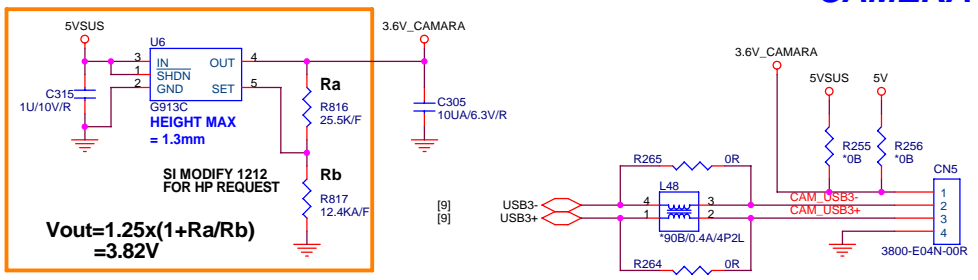 CAMERA
5VSUS
3.6V_CAMARA
U6
3 IN OUT 4
1 SHDN
2 GND SET 5
G913C
HEIGHT MAX
= 1.3mm
C315
1U/10V/R
Ra
R816
25.5K/F
C305
10UA/6.3V/R
SI MODIFY 1212
FOR HP REQUEST
Rb
R817
12.4KA/F
Vout=1.25x(1+Ra/Rb)
=3.82V
3.6V_CAMARA
5VSUS
5V
R255
*0B
R256
*0B
CN5
R265 0R
L48
[9] USB3- 4 3 CAM_USB3-
[9] USB3+ 1 2 CAM_USB3+
*90B/0.4A/4P2L
R264 0R
1
2
3
4
3800-E04N-00R